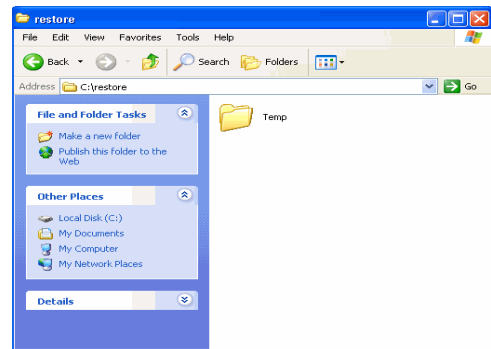 restore
File Edit View Favorites Tools Help
Back Search Folders
Address C:\restore Go
File and Folder Tasks
Make a new folder
Publish this folder to the
Web
Other Places
Local Disk (C:)
My Documents
My Computer
My Network Places
Details
Temp